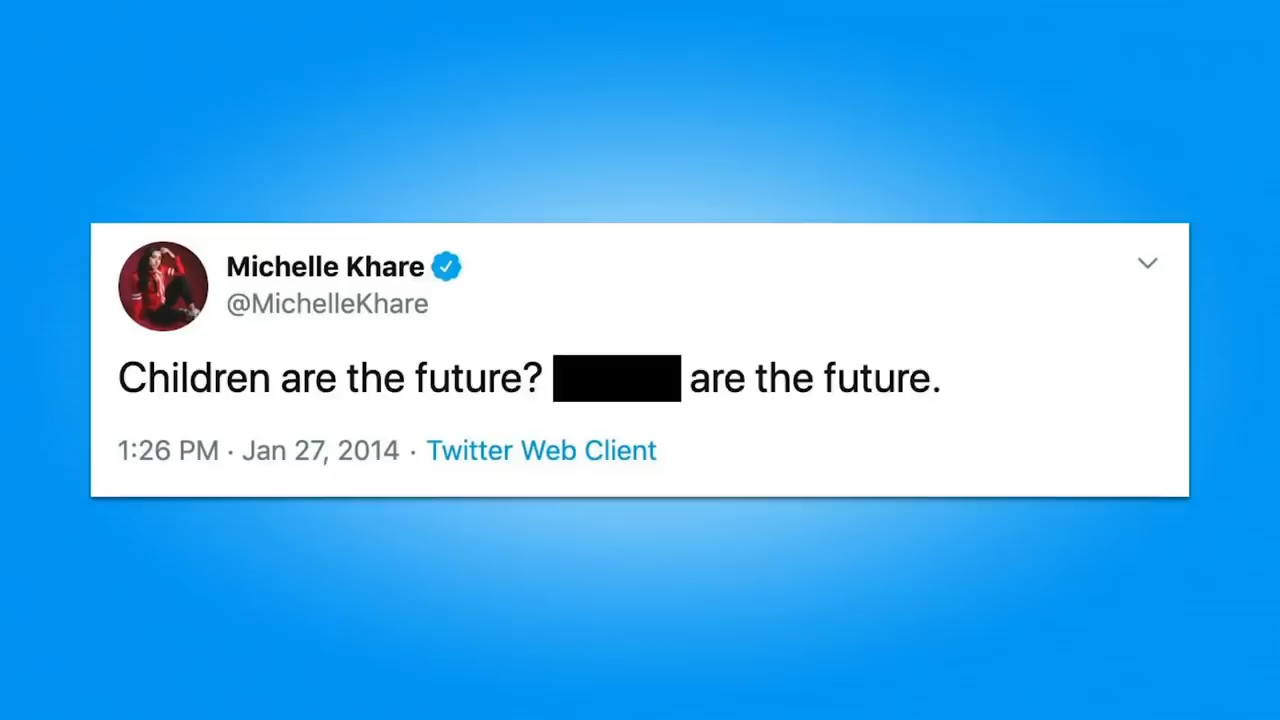 Michelle Khare
@MichelleKhare
Children are the future? are the future.
1:26 PM · Jan 27, 2014 · Twitter Web Client